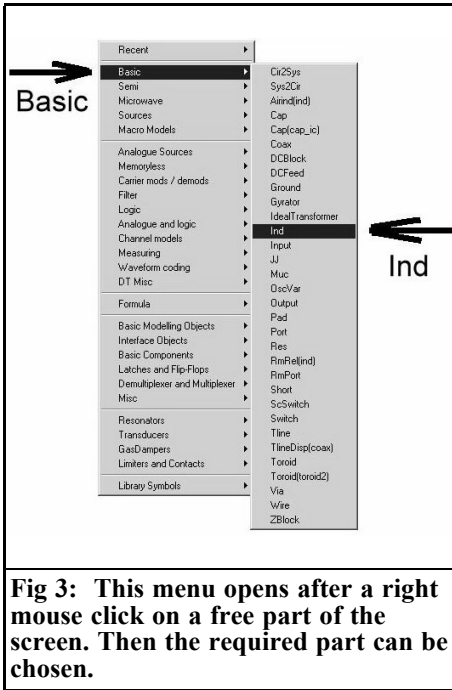 Recent
Basic
Semi
Microwave
Sources
Macro Models
Analogue Sources
Memoryless
Carrier mods / demods
Filter
Logic
Analogue and logic
Channel models
Measuring
Waveform coding
DT Misc
Formula
Basic Modelling Objects
Interface Objects
Basic Components
Latches and Flip-Flops
Demultiplexer and Multiplexer
Misc
Resonators
Transducers
GasDampers
Limiters and Contacts
Library Symbols
Basic
Cir2Sys
Sys2Cir
Airind(ind)
Cap
Cap(cap_ic)
Coax
DCBlock
DCFeed
Ground
Gyrator
IdealTransformer
Ind
Input
JJ
Muc
OscVar
Output
Pad
Port
Res
RmRel(ind)
RmPort
Short
ScSwitch
Switch
Tline
TlineDisp(coax)
Toroid
Toroid(toroid2)
Via
Wire
ZBlock
Ind
Fig 3: This menu opens after a right
mouse click on a free part of the
screen. Then the required part can be
chosen.